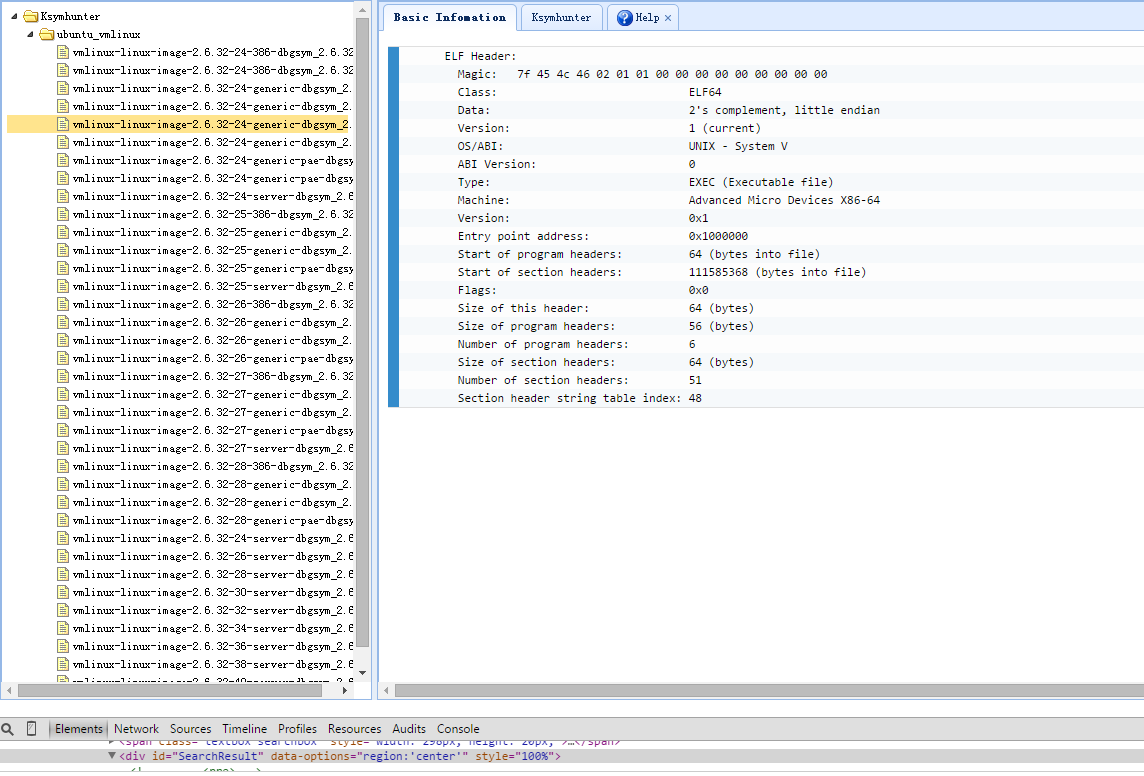 Ksymhunter
ubuntu_vmlinux
vmlinux-linux-image-2.6.32-24-386-dbgsym_2.6.32
vmlinux-linux-image-2.6.32-24-386-dbgsym_2.6.32
vmlinux-linux-image-2.6.32-24-generic-dbgsym_2.
vmlinux-linux-image-2.6.32-24-generic-dbgsym_2.
vmlinux-linux-image-2.6.32-24-generic-dbgsym_2.
vmlinux-linux-image-2.6.32-24-generic-dbgsym_2.
vmlinux-linux-image-2.6.32-24-generic-pae-dbgsy
vmlinux-linux-image-2.6.32-24-generic-pae-dbgsy
vmlinux-linux-image-2.6.32-24-server-dbgsym_2.6
vmlinux-linux-image-2.6.32-25-386-dbgsym_2.6.32
vmlinux-linux-image-2.6.32-25-generic-dbgsym_2.
vmlinux-linux-image-2.6.32-25-generic-dbgsym_2.
vmlinux-linux-image-2.6.32-25-generic-pae-dbgsy
vmlinux-linux-image-2.6.32-25-server-dbgsym_2.6
vmlinux-linux-image-2.6.32-26-386-dbgsym_2.6.32
vmlinux-linux-image-2.6.32-26-generic-dbgsym_2.
vmlinux-linux-image-2.6.32-26-generic-dbgsym_2.
vmlinux-linux-image-2.6.32-26-generic-pae-dbgsy
vmlinux-linux-image-2.6.32-27-386-dbgsym_2.6.32
vmlinux-linux-image-2.6.32-27-generic-dbgsym_2.
vmlinux-linux-image-2.6.32-27-generic-dbgsym_2.
vmlinux-linux-image-2.6.32-27-generic-pae-dbgsy
vmlinux-linux-image-2.6.32-27-server-dbgsym_2.6
vmlinux-linux-image-2.6.32-28-386-dbgsym_2.6.32
vmlinux-linux-image-2.6.32-28-generic-dbgsym_2.
vmlinux-linux-image-2.6.32-28-generic-dbgsym_2.
vmlinux-linux-image-2.6.32-28-generic-pae-dbgsy
vmlinux-linux-image-2.6.32-24-server-dbgsym_2.6
vmlinux-linux-image-2.6.32-26-server-dbgsym_2.6
vmlinux-linux-image-2.6.32-28-server-dbgsym_2.6
vmlinux-linux-image-2.6.32-30-server-dbgsym_2.6
vmlinux-linux-image-2.6.32-32-server-dbgsym_2.6
vmlinux-linux-image-2.6.32-34-server-dbgsym_2.6
vmlinux-linux-image-2.6.32-36-server-dbgsym_2.6
vmlinux-linux-image-2.6.32-38-server-dbgsym_2.6
Basic Infomation Ksymhunter Help ×
ELF Header:
Magic: 7f 45 4c 46 02 01 01 00 00 00 00 00 00 00 00 00
Class: ELF64
Data: 2's complement, little endian
Version: 1 (current)
OS/ABI: UNIX - System V
ABI Version: 0
Type: EXEC (Executable file)
Machine: Advanced Micro Devices X86-64
Version: 0x1
Entry point address: 0x1000000
Start of program headers: 64 (bytes into file)
Start of section headers: 111585368 (bytes into file)
Flags: 0x0
Size of this header: 64 (bytes)
Size of program headers: 56 (bytes)
Number of program headers: 6
Size of section headers: 64 (bytes)
Number of section headers: 51
Section header string table index: 48
Elements Network Sources Timeline Profiles Resources Audits Console
<span class="textbox searchbox" style="width: 298px; height: 20px;">…</span>
<div id="SearchResult" data-options="region:'center'" style="100%">